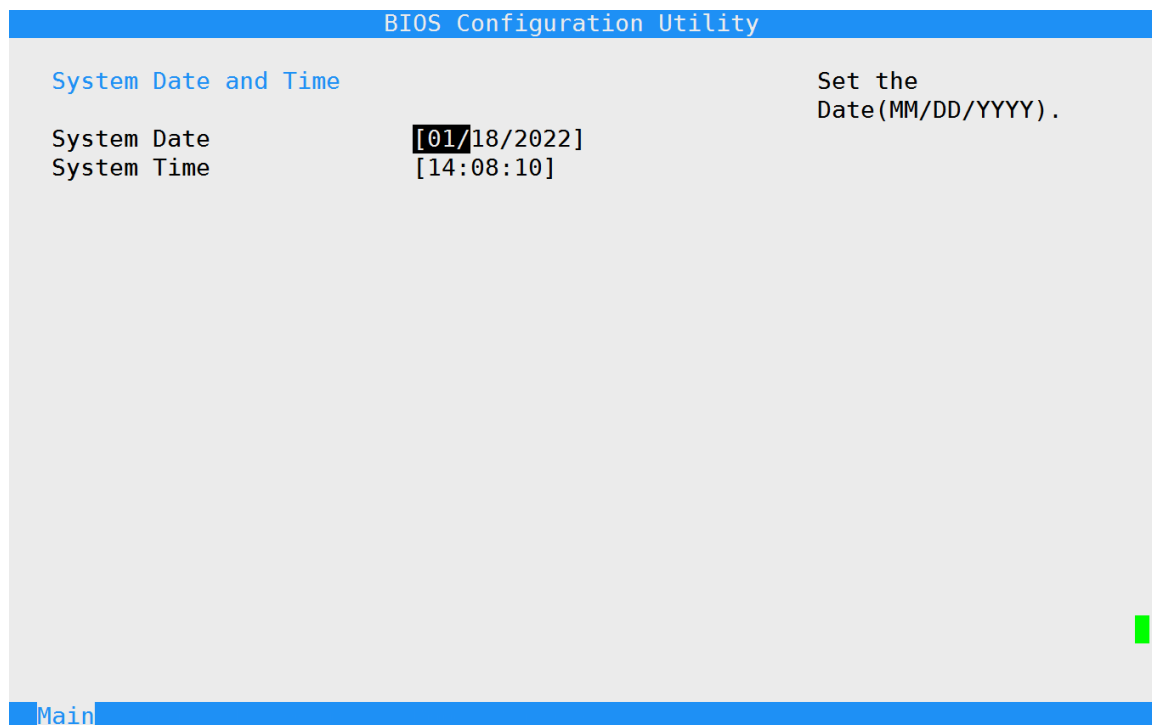 BIOS Configuration Utility
System Date and Time
Set the
Date(MM/DD/YYYY).
System Date [01/18/2022]
System Time [14:08:10]
Main